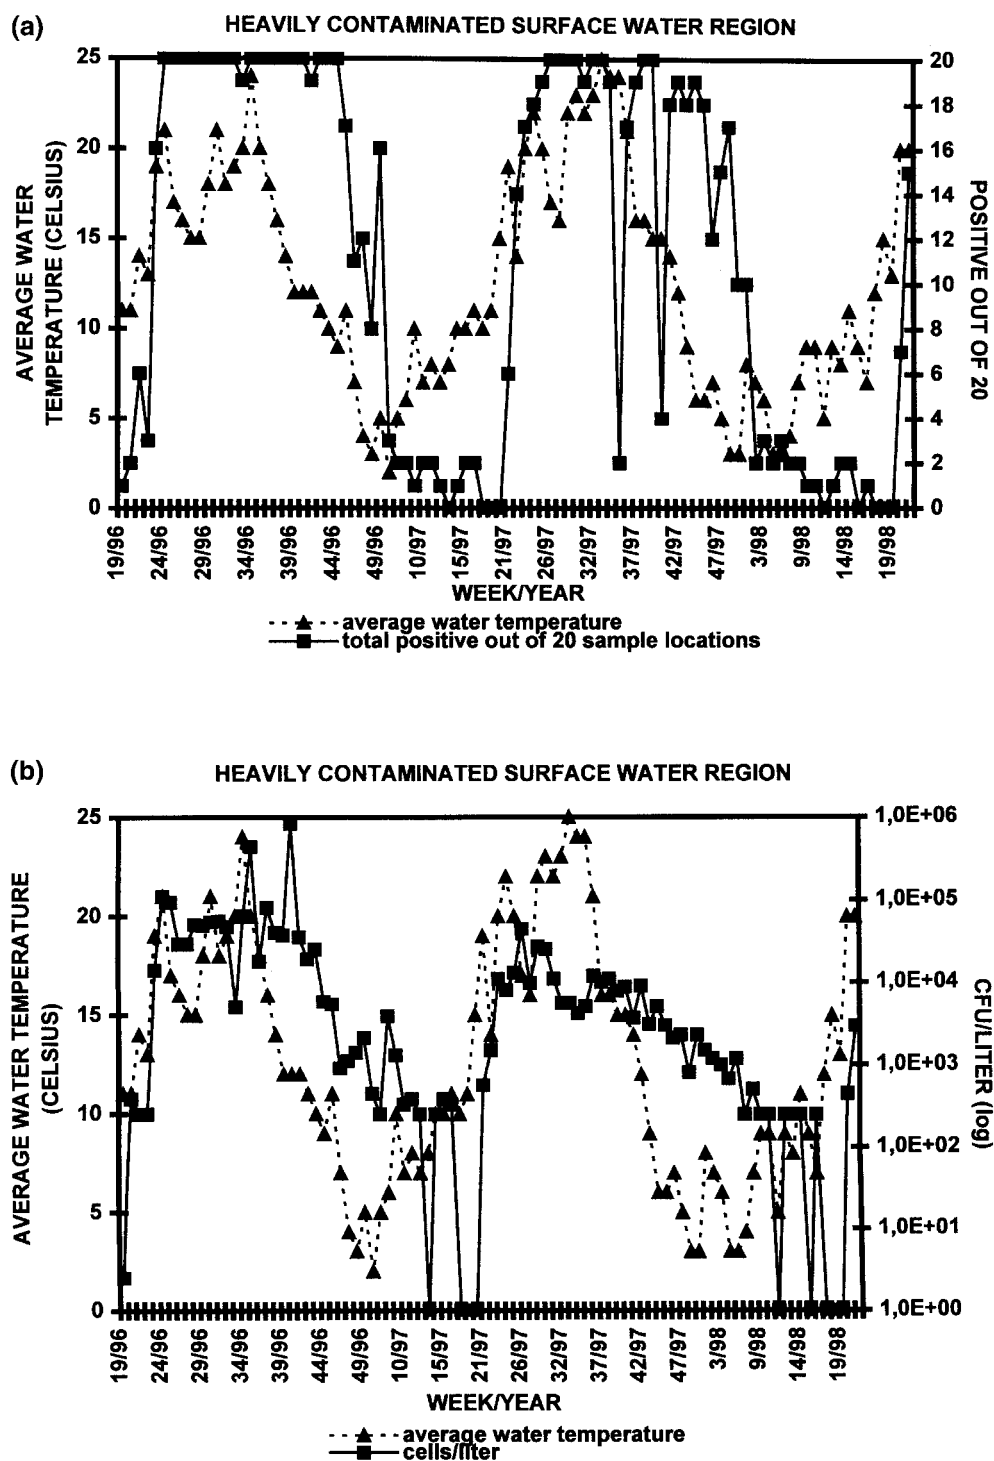 (a)
HEAVILY CONTAMINATED SURFACE WATER REGION
AVERAGE WATER
TEMPERATURE (CELSIUS)
25
20
15
10
5
0
20
18
16
14
12
10
8
6
4
2
0
POSITIVE OUT OF 20
19/96
24/96
29/96
34/96
39/96
44/96
49/96
10/97
15/97
21/97
26/97
32/97
37/97
42/97
47/97
3/98
9/98
14/98
19/98
WEEK/YEAR
average water temperature
total positive out of 20 sample locations
(b)
HEAVILY CONTAMINATED SURFACE WATER REGION
AVERAGE WATER TEMPERATURE
(CELSIUS)
25
20
15
10
5
0
1,0E+06
1,0E+05
1,0E+04
1,0E+03
1,0E+02
1,0E+01
1,0E+00
CFU/LITER (log)
19/96
24/96
29/96
34/96
39/96
44/96
49/96
10/97
15/97
21/97
26/97
32/97
37/97
42/97
47/97
3/98
9/98
14/98
19/98
WEEK/YEAR
average water temperature
cells/liter